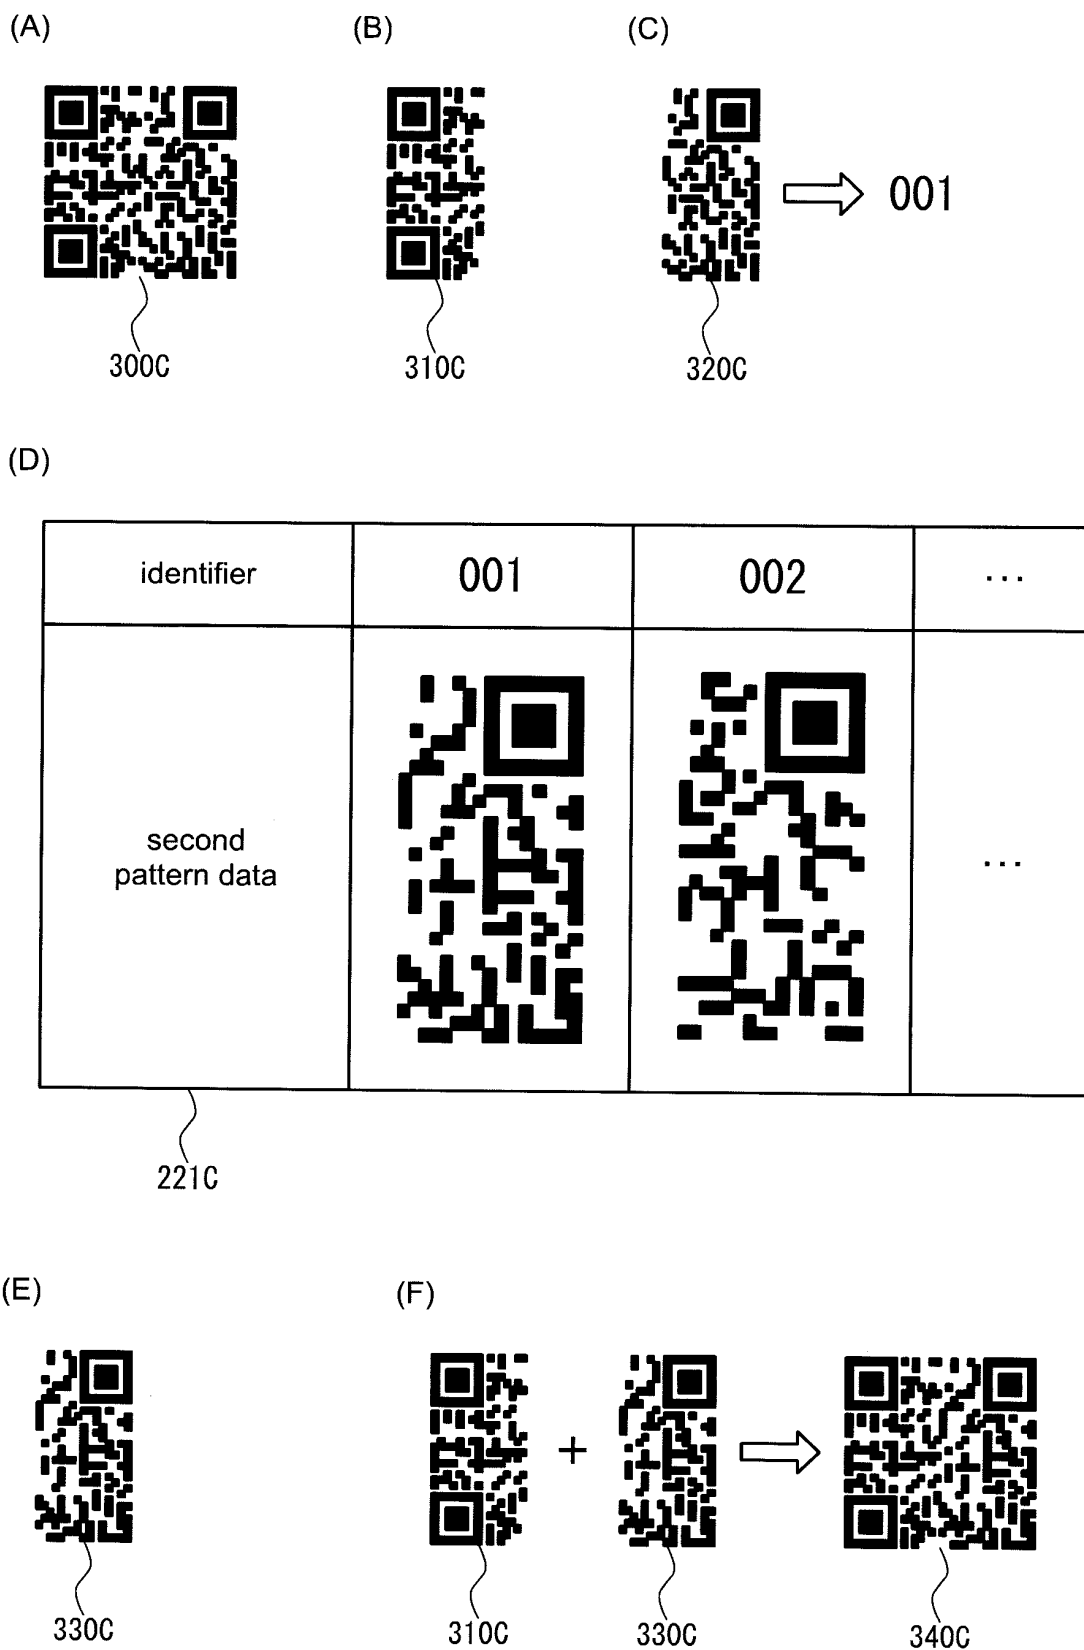 (A)
(B)
(C)
001
300C
310C
320C
(D)
identifier
001
002
...
second
pattern data
...
221C
(E)
(F)
+
330C
310C
330C
340C